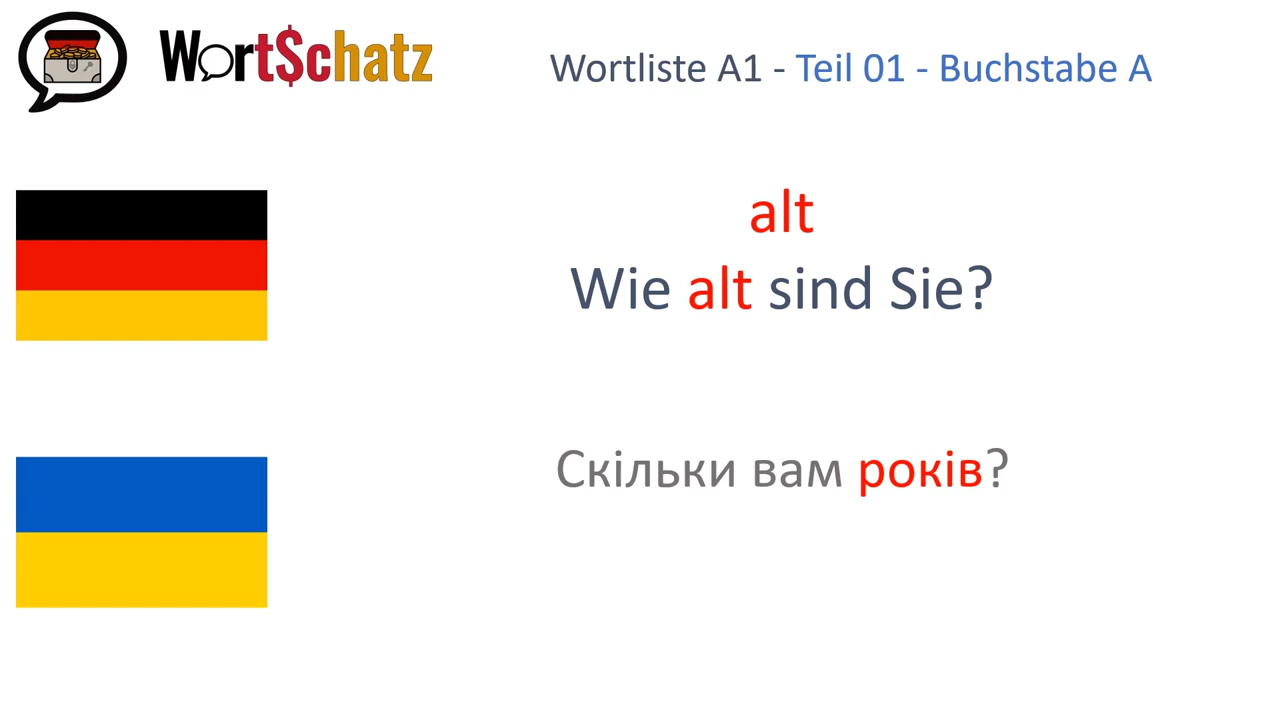 Wort$chatz
Wortliste A1 - Teil 01 - Buchstabe A
alt
Wie alt sind Sie?
Скільки вам років?